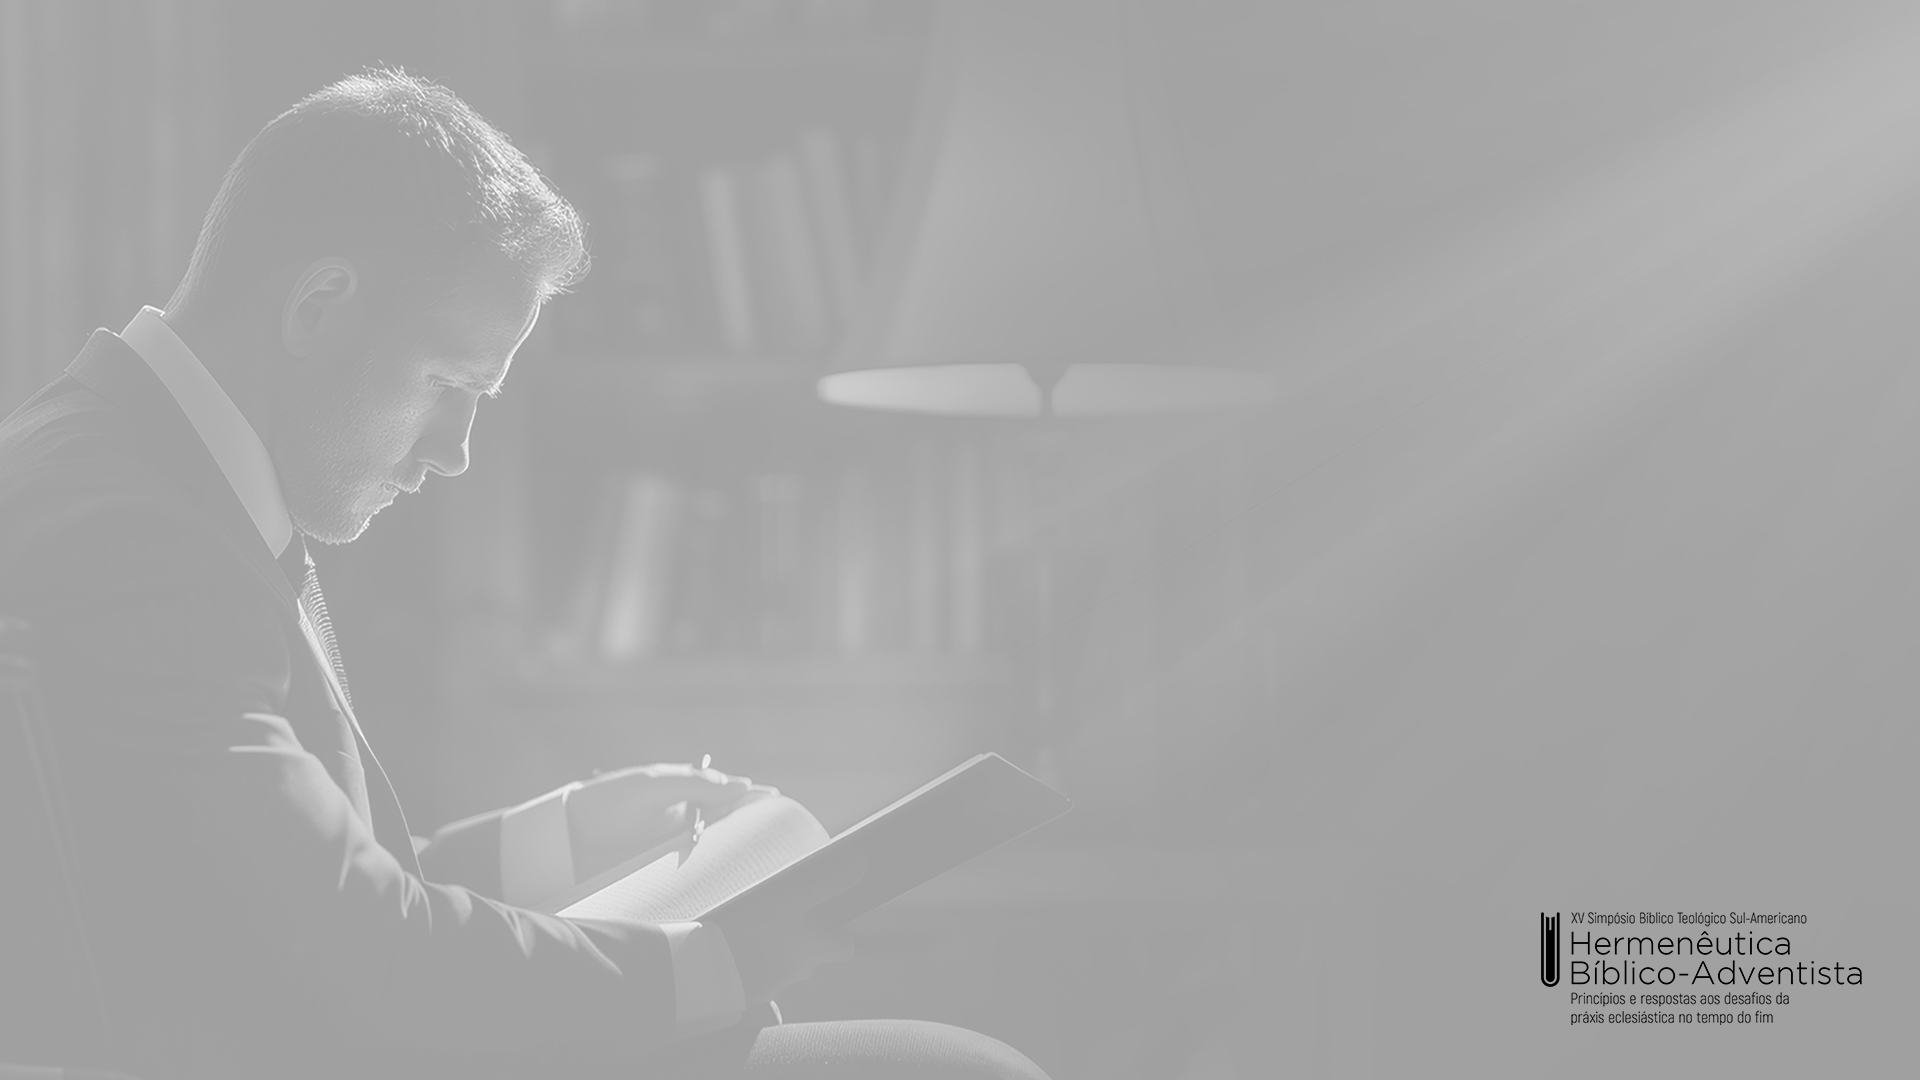 XV Simpósio Bíblico Teológico Sul-Americano
Hermenêutica
Bíblico-Adventista
Princípios e respostas aos desafios da
práxis eclesiástica no tempo do fim